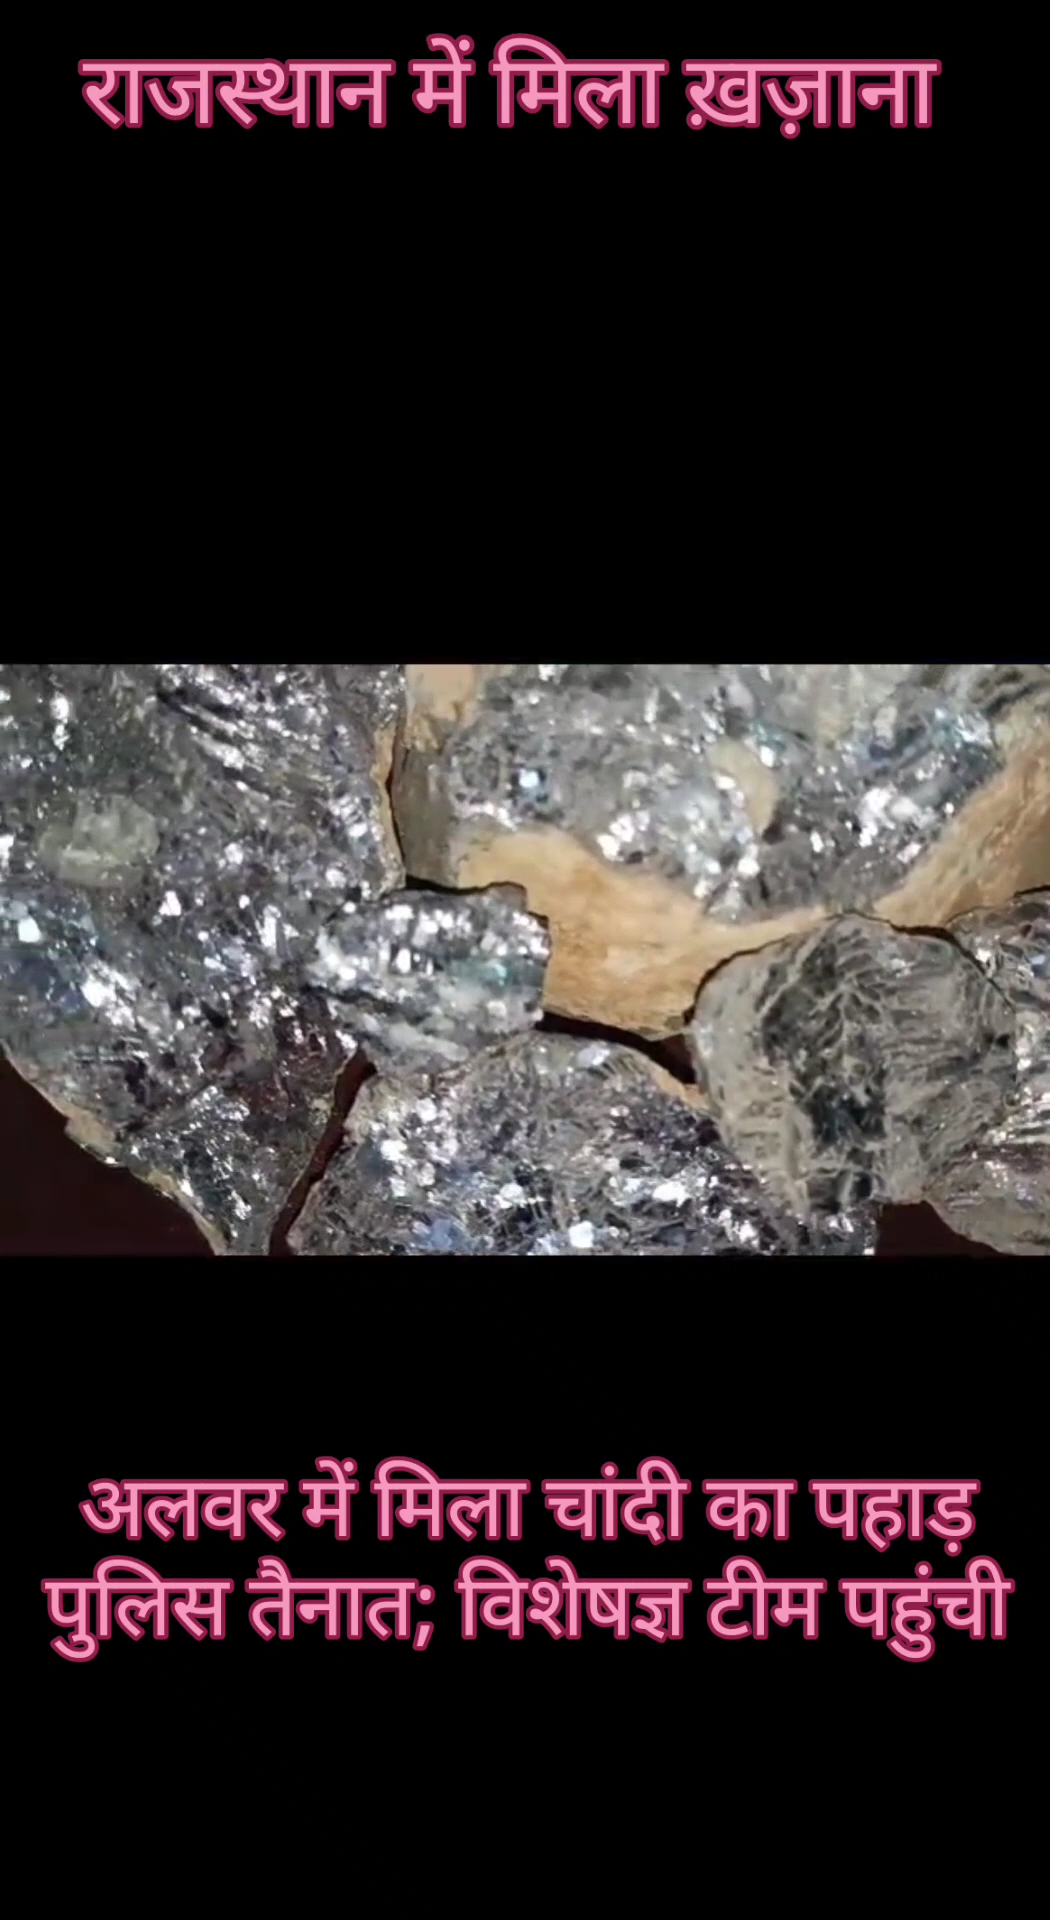 राजस्थान में मिला ख़ज़ाना
अलवर में मिला चांदी का पहाड़
पुलिस तैनात; विशेषज्ञ टीम पहुंची